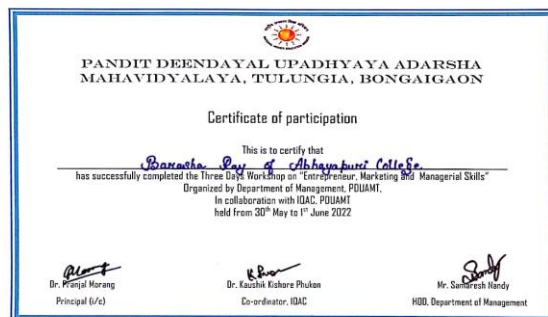 PANDIT DEENDAYAL UPADHYAYA ADARSHA
MAHAVIDYALAYA, TULUNGIA, BONGAIGAON
Certificate of participation
This is to certify that
Barasha Ray of Abhayapuri College
has successfully completed the Three Days Workshop on "Entrepreneur, Marketing and Managerial Skills"
Organized by Department of Management, PDUAMT,
In collaboration with IQAC, PDUAMT
held from 30th May to 1st June 2022
Dr. Pranjal Morang
Dr. Kaushik Kishore Phukon
Mr. Samaresh Nandy
Principal (i/c)
Co-ordinator, IQAC
HOD, Department of Management